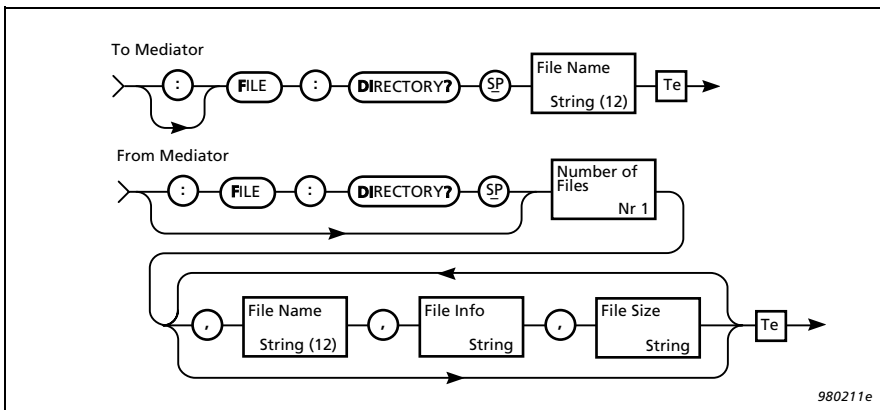 To Mediator
: FILE : DIRECTORY? SP File Name String (12) Te
From Mediator
: FILE : DIRECTORY? SP Number of Files Nr 1
, File Name String (12) , File Info String , File Size String Te
980211e